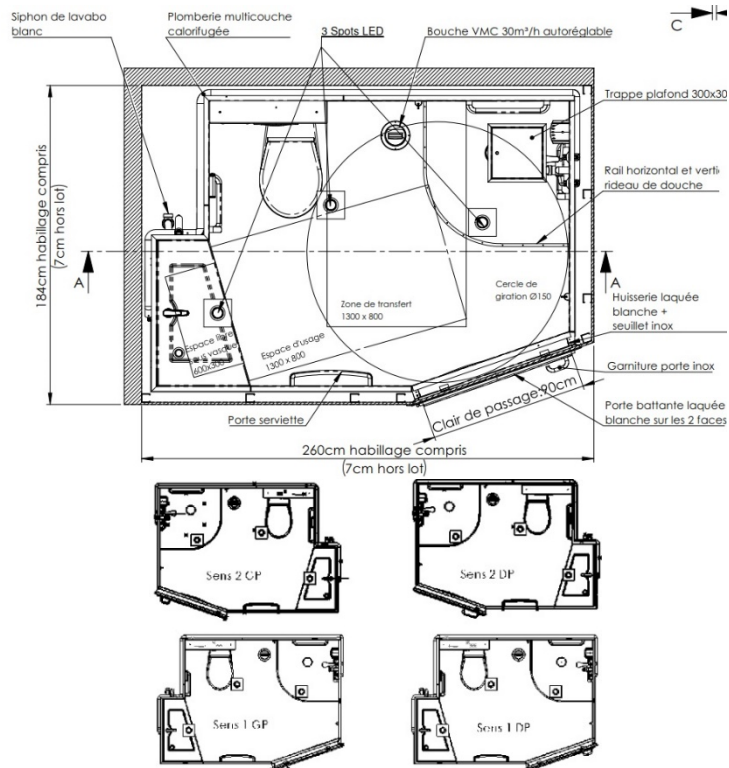 Siphon de lavabo
blanc
Plomberie multicouche
calorifugée
3 Spots LED
Bouche VMC 30m³/h autoréglable
C
Trappe plafond 300x30
Rail horizontal et verti
rideau de douche
184cm habillage compris
(7cm hors lot)
A
A
Cercle de
giration Ø150
Zone de transfert
1300 x 800
Huisserie laquée
blanche +
seuillet inox
Espace libre
vasque
Espace d'usage
1300 x 800
Garniture porte inox
Clair de passage 90cm
Porte serviette
Porte battante laquée
blanche sur les 2 faces
260cm habillage compris
(7cm hors lot)
Sens 2 GP
Sens 2 DP
Sens 1 GP
Sens 1 DP